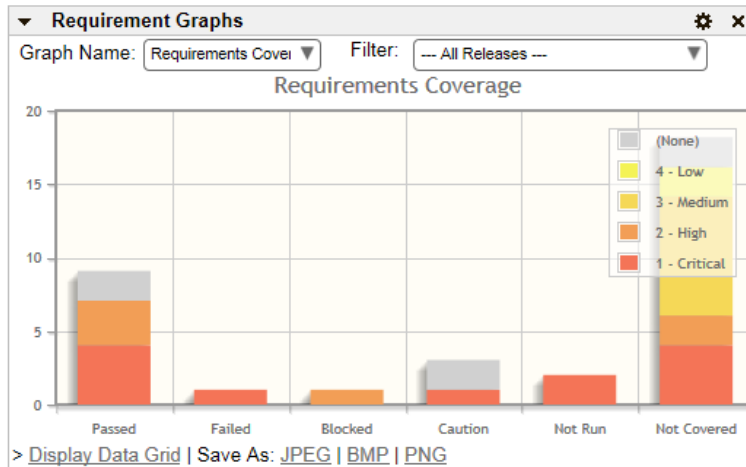 Requirement Graphs
Graph Name: Requirements Cover Filter: --- All Releases ---
Requirements Coverage
20
15
10
5
0
(None)
4 - Low
3 - Medium
2 - High
1 - Critical
Passed Failed Blocked Caution Not Run Not Covered
> Display Data Grid | Save As: JPEG | BMP | PNG